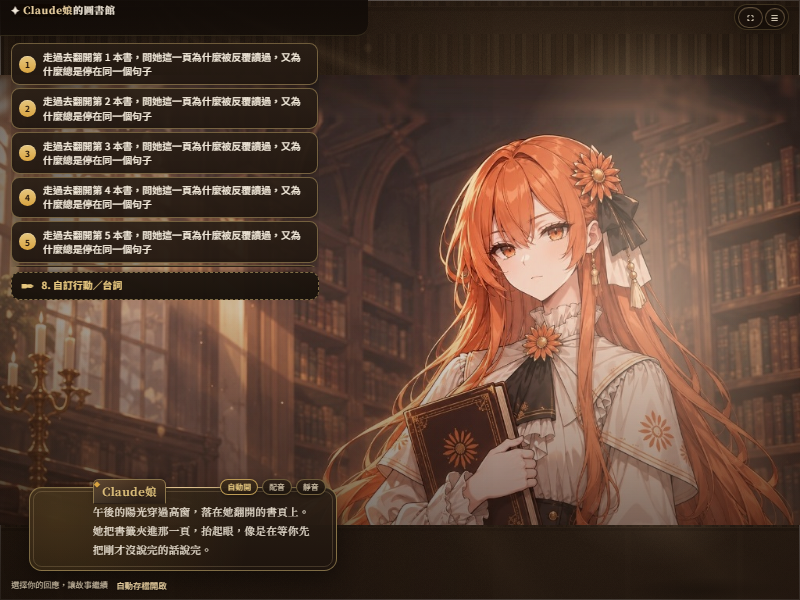 ✦ Claude娘的圖書館
1 走過去翻開第 1 本書，問她這一頁為什麼被反覆讀過，又為
什麼總是停在同一個句子
2 走過去翻開第 2 本書，問她這一頁為什麼被反覆讀過，又為
什麼總是停在同一個句子
3 走過去翻開第 3 本書，問她這一頁為什麼被反覆讀過，又為
什麼總是停在同一個句子
4 走過去翻開第 4 本書，問她這一頁為什麼被反覆讀過，又為
什麼總是停在同一個句子
5 走過去翻開第 5 本書，問她這一頁為什麼被反覆讀過，又為
什麼總是停在同一個句子
8. 自訂行動／台詞
Claude娘
自動開 配音 靜音
午後的陽光穿過高窗，落在她翻開的書頁上。
她把書籤夾進那一頁，抬起眼，像是在等你先
把剛才沒說完的話說完。
選擇你的回應，讓故事繼續 自動存檔開啟